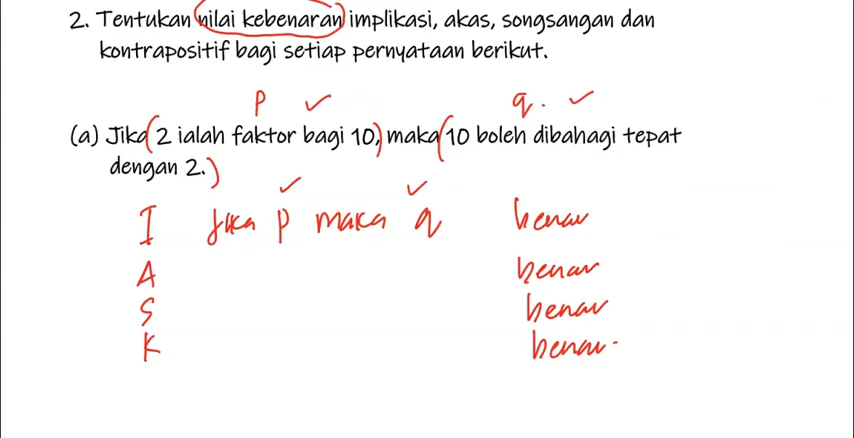 2. Tentukan nilai kebenaran implikasi, akas, songsangan dan
kontrapositif bagi setiap pernyataan berikut.
p ✓ q. ✓
(a) Jika (2 ialah faktor bagi 10,) maka (10 boleh dibahagi tepat
dengan 2.)
✓ ✓
I Jika p maka q benar
A benar
S benar
K benar.